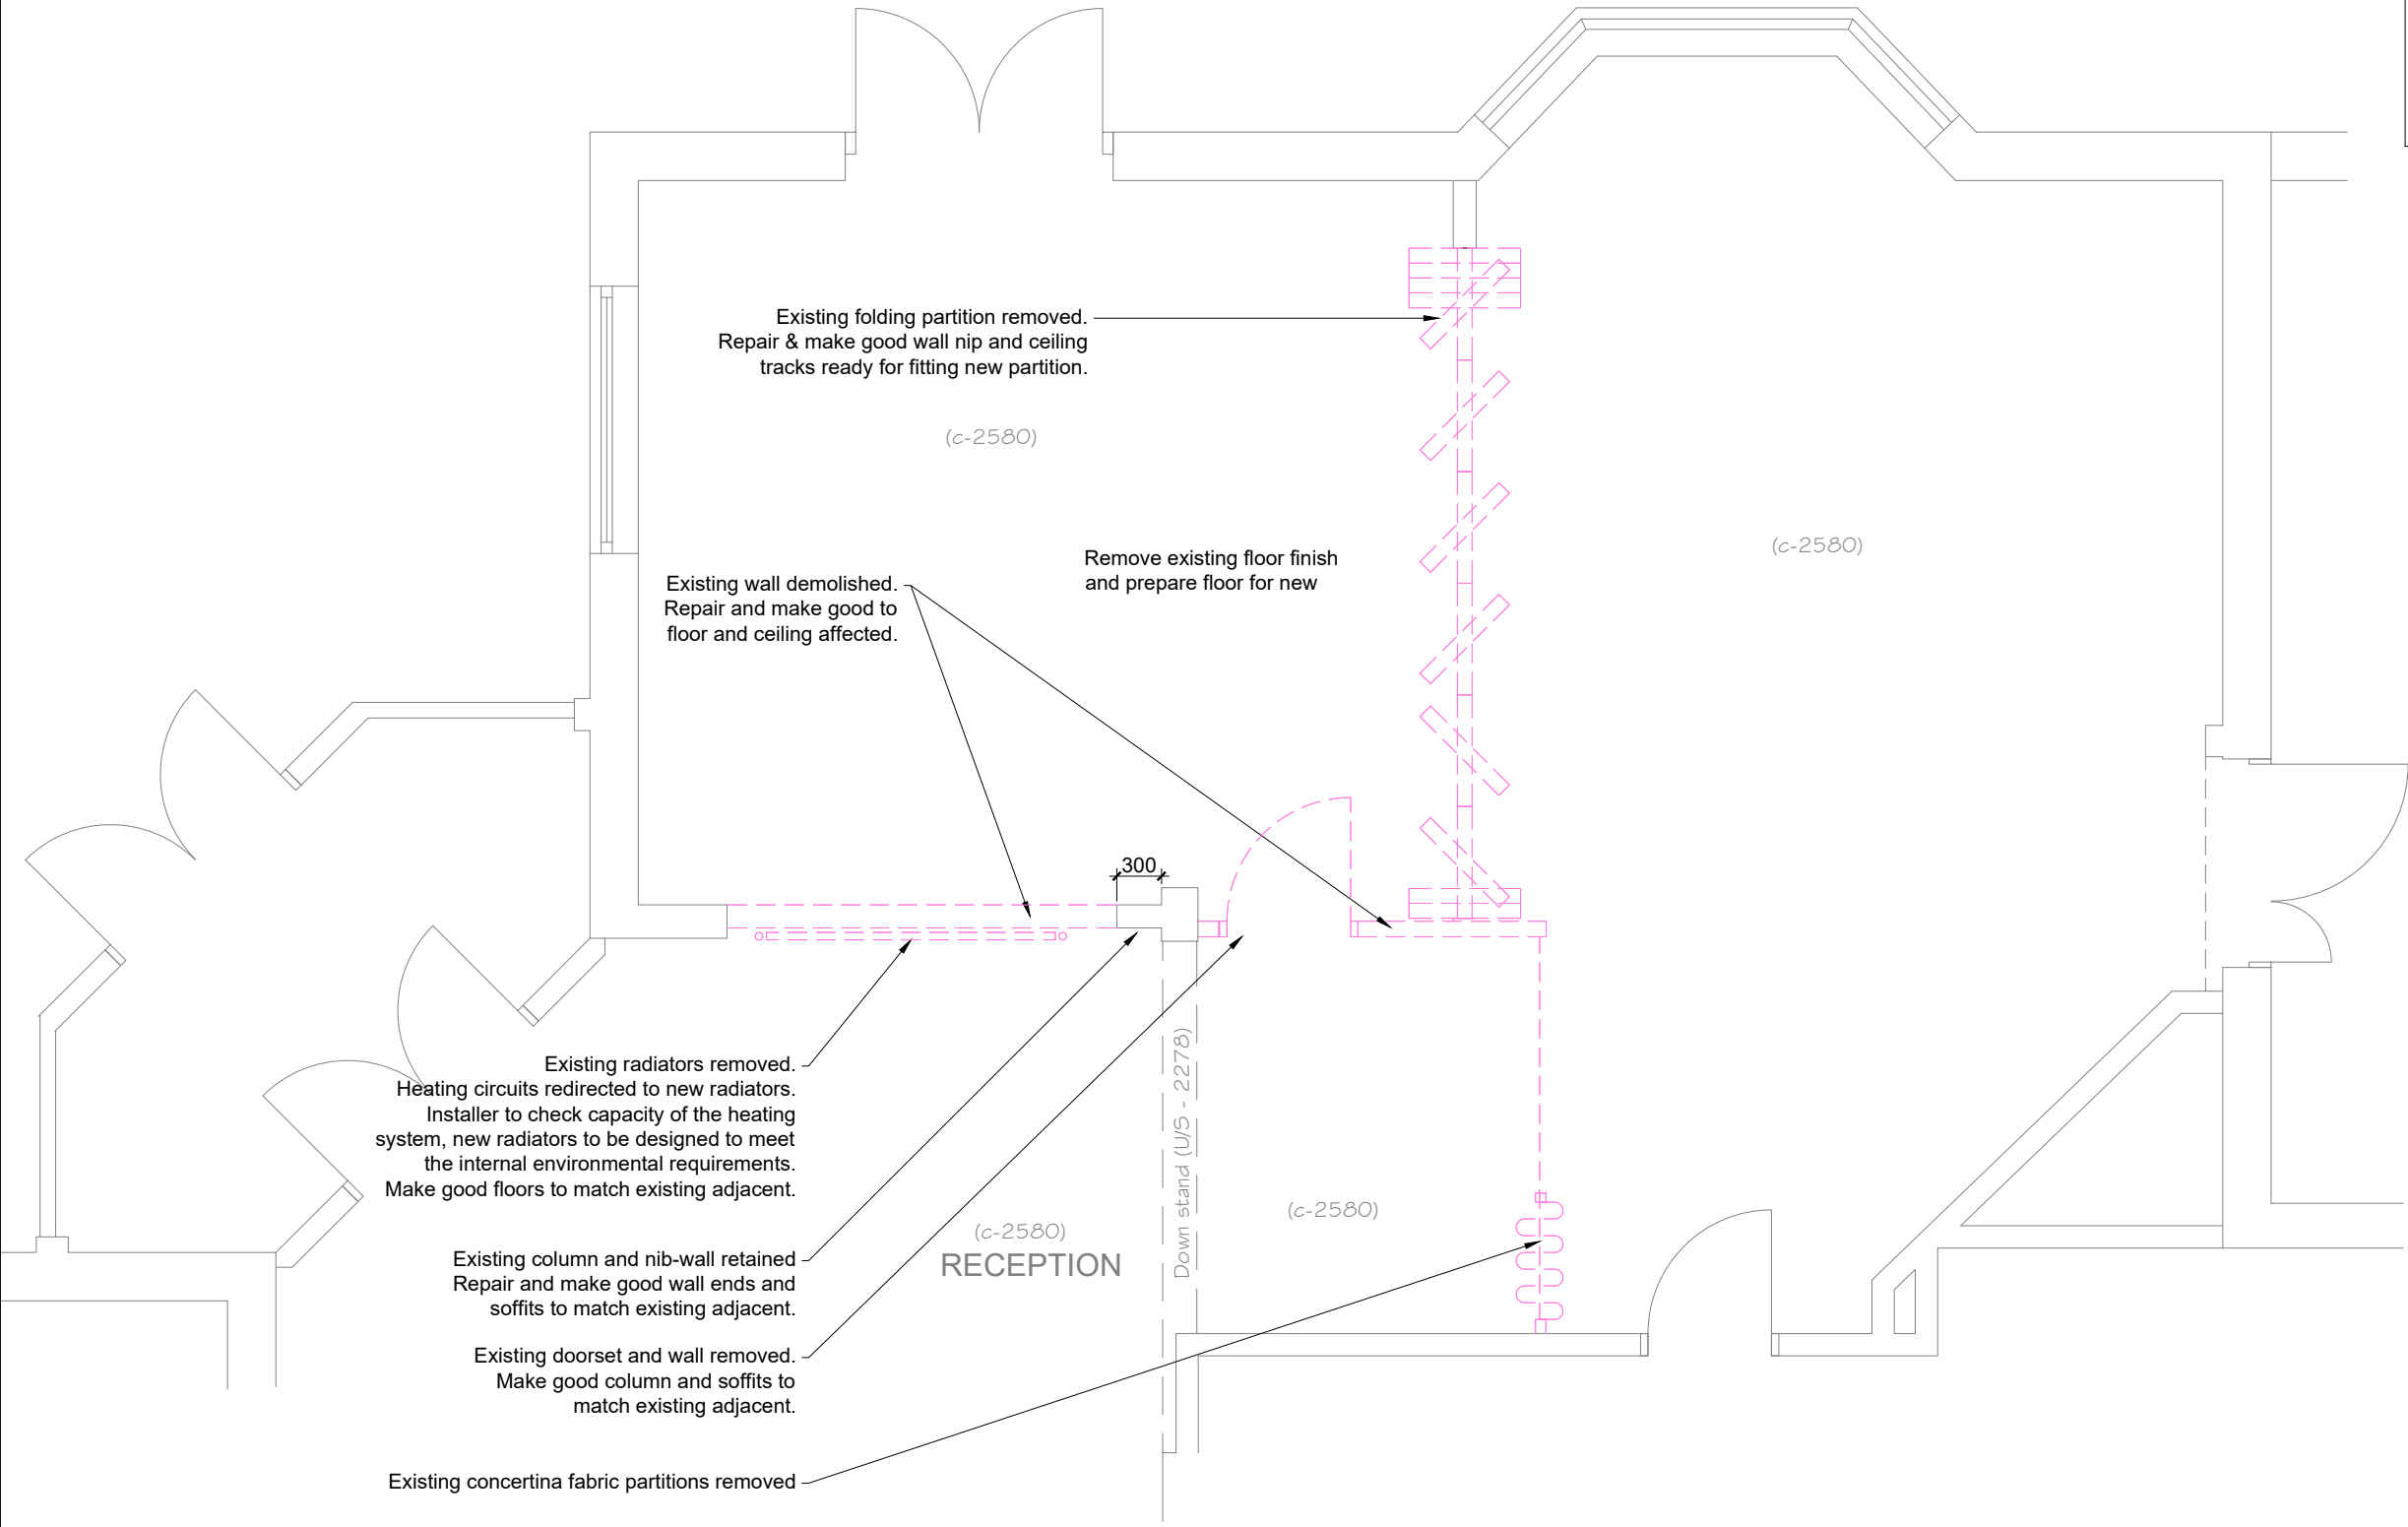 Existing folding partition removed.
Repair & make good wall nip and ceiling
tracks ready for fitting new partition.
(c-2580)
(c-2580)
Remove existing floor finish
and prepare floor for new
Existing wall demolished.
Repair and make good to
floor and ceiling affected.
300
Existing radiators removed.
Heating circuits redirected to new radiators.
Installer to check capacity of the heating
system, new radiators to be designed to meet
the internal environmental requirements.
Make good floors to match existing adjacent.
Down stand (U/S - 2278)
(c-2580)
(c-2580)
RECEPTION
Existing column and nib-wall retained
Repair and make good wall ends and
soffits to match existing adjacent.
Existing doorset and wall removed.
Make good column and soffits to
match existing adjacent.
Existing concertina fabric partitions removed